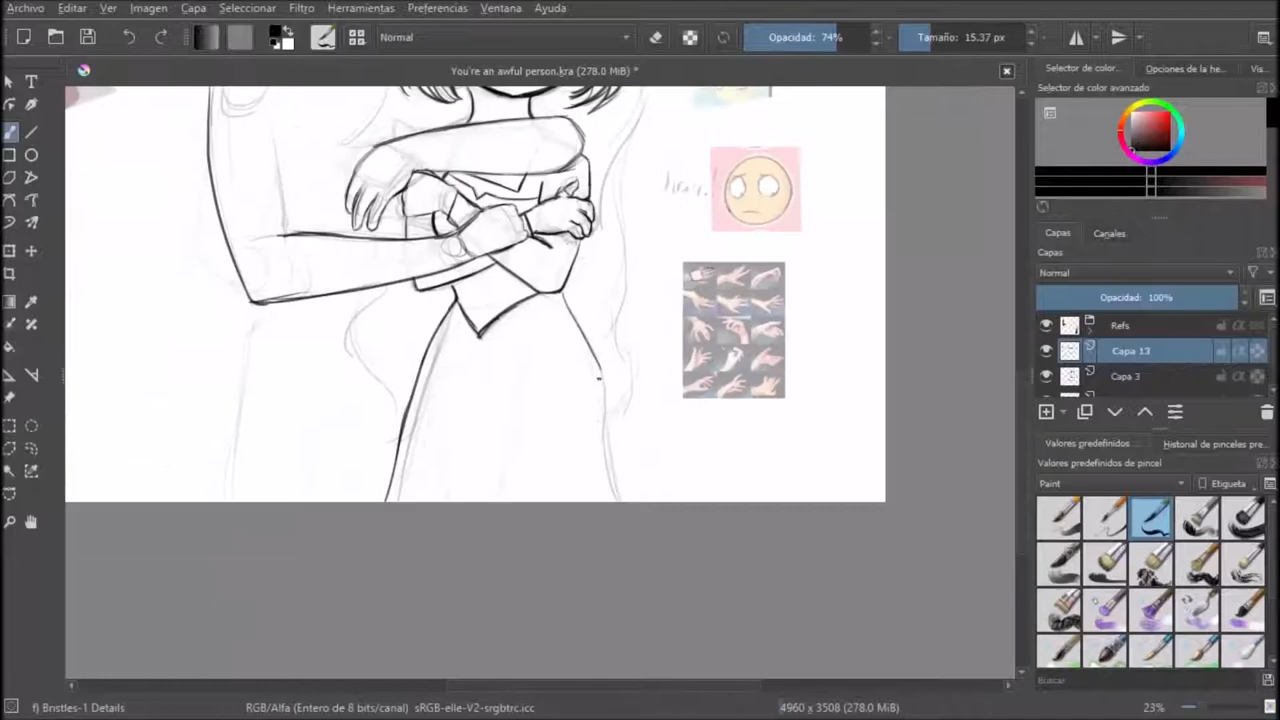 Archivo Editar Ver Imagen Capa Seleccionar Filtro Herramientas Preferencias Ventana Ayuda
Normal Opacidad: 74% Tamaño: 15.37 px
You're an awful person.kra (278.0 MiB) *
Selector de color... Opciones de la he... Vis...
Selector de color avanzado
Capas Canales
Capas
Normal
Opacidad: 100%
Refs
Capa 13
Capa 3
Valores predefinidos Historial de pinceles pre...
Valores predefinidos de pincel
Paint Etiqueta
Buscar
f) Bristles-1 Details RGB/Alfa (Entero de 8 bits/canal) sRGB-elle-V2-srgbtrc.icc 4960 x 3508 (278.0 MiB) 23%